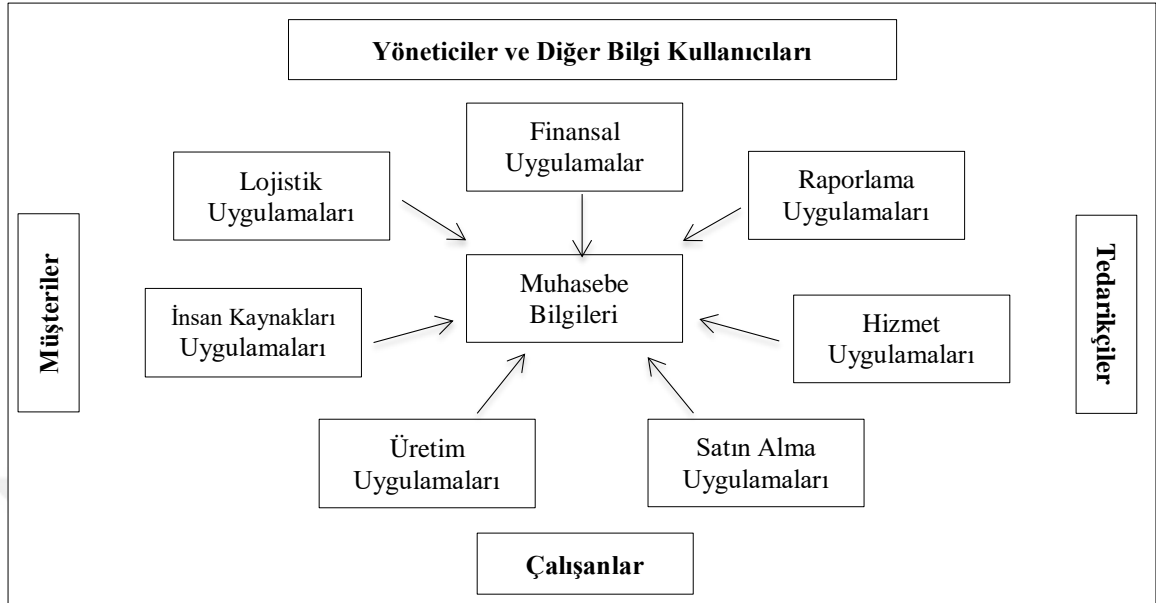 Yöneticiler ve Diğer Bilgi Kullanıcıları
Finansal
Uygulamalar
Lojistik
Uygulamaları
Raporlama
Uygulamaları
Müşteriler
Muhasebe
Bilgileri
Tedarikçiler
İnsan Kaynakları
Uygulamaları
Hizmet
Uygulamaları
Üretim
Uygulamaları
Satın Alma
Uygulamaları
Çalışanlar